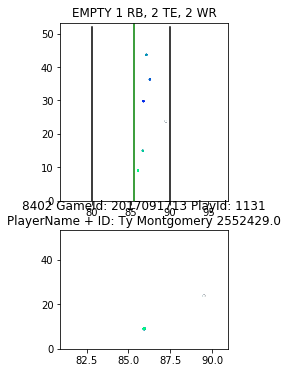 EMPTY 1 RB, 2 TE, 2 WR
50
40
30
20
10
0
80 85 90 95
8402 GameId: 2017091713 PlayId: 1131
PlayerName + ID: Ty Montgomery 2552429.0
40
20
0
82.5 85.0 87.5 90.0